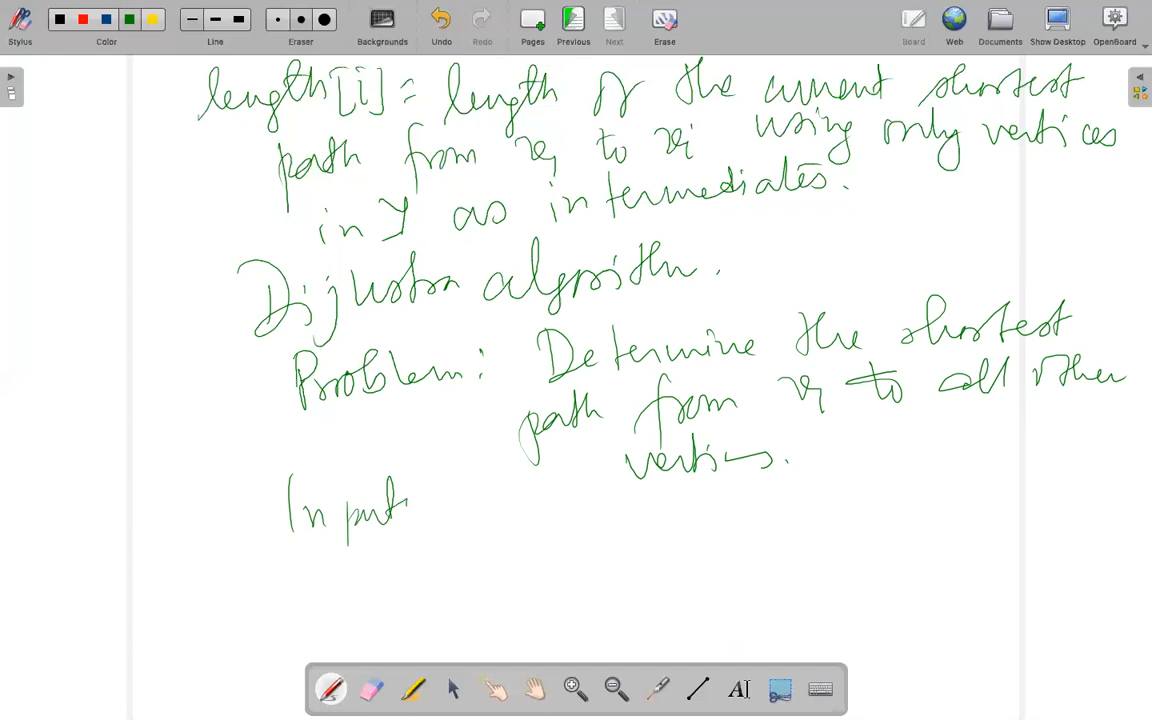 Stylus Color Line Eraser Backgrounds Undo Redo Pages Previous Next Erase Board Web Documents Show Desktop OpenBoard
length[i] = length of the current shortest
path from v1 to vi using only vertices
in Y as intermediates.
Dijkstra algorithm.
Problem: Determine the shortest
path from v1 to all other
vertices.
Input